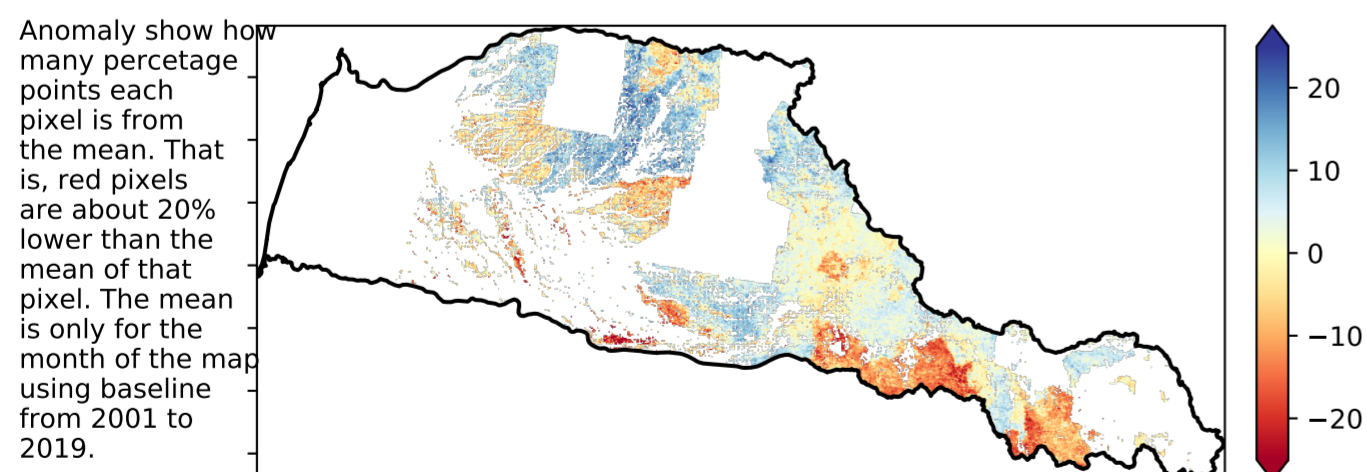 Anomaly show how
many percetage
points each
pixel is from
the mean. That
is, red pixels
are about 20%
lower than the
mean of that
pixel. The mean
is only for the
month of the map
using baseline
from 2001 to
2019.
20
10
0
−10
−20